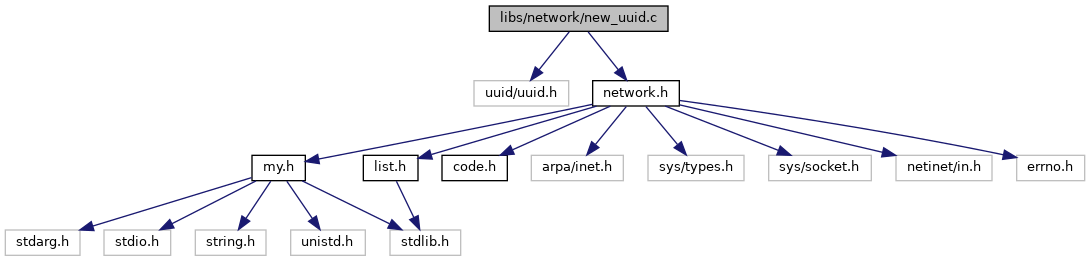 libs/network/new_uuid.c
uuid/uuid.h
network.h
my.h
list.h
code.h
arpa/inet.h
sys/types.h
sys/socket.h
netinet/in.h
errno.h
stdarg.h
stdio.h
string.h
unistd.h
stdlib.h